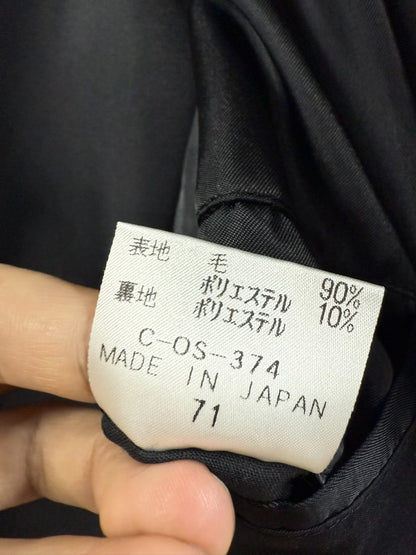 表地 毛 90%
ポリエステル 10%
裏地 ポリエステル
C-OS-374
MADE IN JAPAN
71